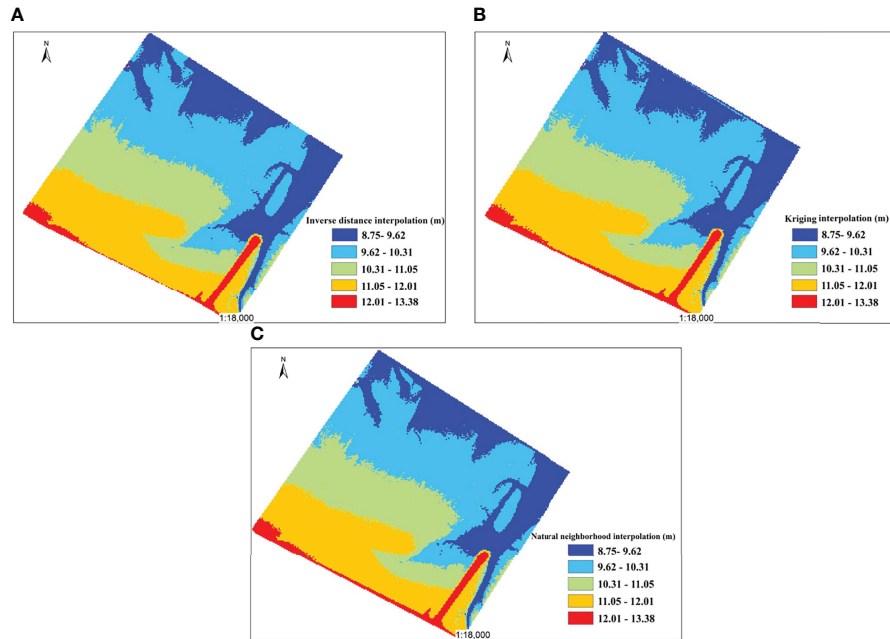 A
N
Inverse distance interpolation (m)
8.75- 9.62
9.62 - 10.31
10.31 - 11.05
11.05 - 12.01
12.01 - 13.38
1:18,000
B
N
Kriging interpolation (m)
8.75- 9.62
9.62 - 10.31
10.31 - 11.05
11.05 - 12.01
12.01 - 13.38
1:18,000
C
N
Natural neighborhood interpolation (m)
8.75- 9.62
9.62 - 10.31
10.31 - 11.05
11.05 - 12.01
12.01 - 13.38
1:18,000